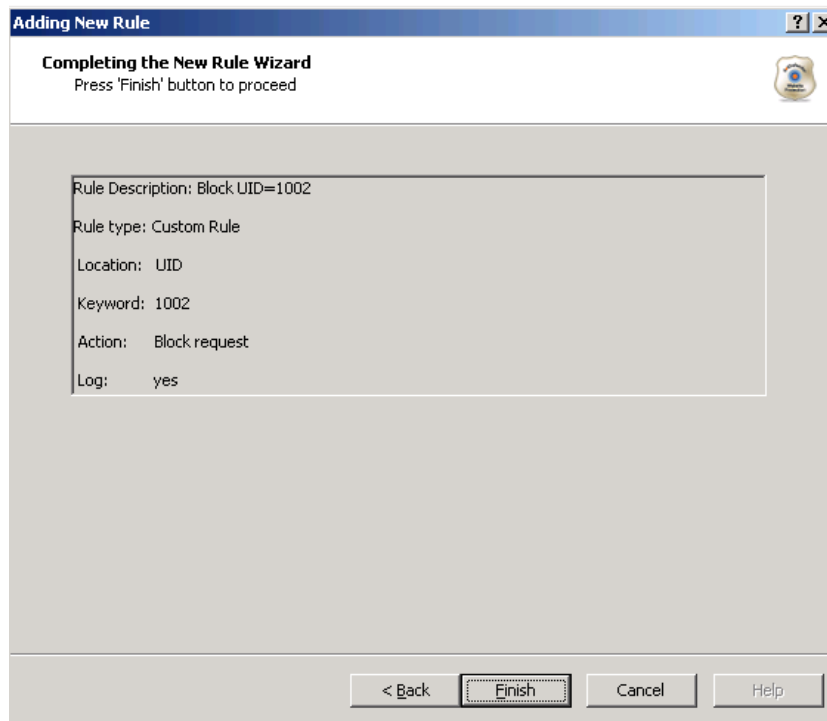 Adding New Rule
Completing the New Rule Wizard
Press 'Finish' button to proceed
Rule Description: Block UID=1002
Rule type: Custom Rule
Location: UID
Keyword: 1002
Action: Block request
Log: yes
< Back
Finish
Cancel
Help